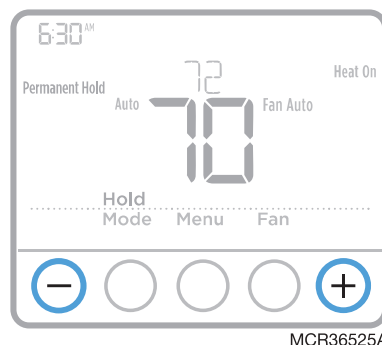 6:30 AM
72
Heat On
Permanent Hold
Auto
70
Fan Auto
Hold
Mode Menu Fan
− +
MCR36525A